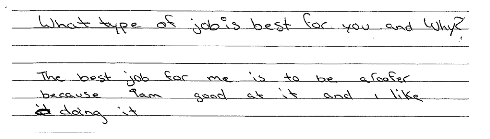 What type of job is best for you and Why?
The best job for me is to be a roofer
because I am good at it and i like
doing it